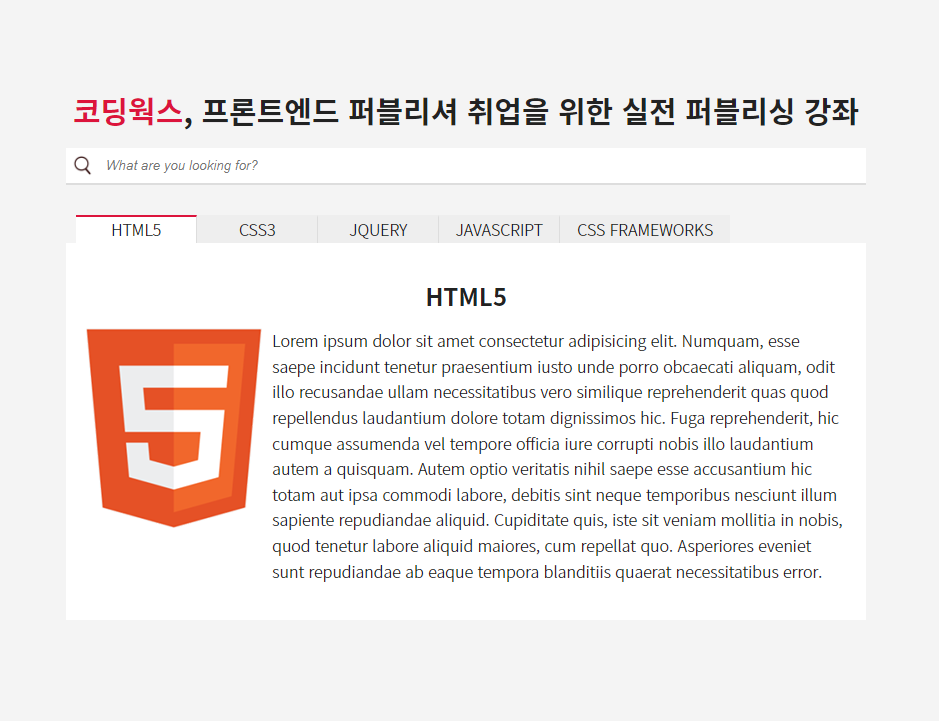 코딩웍스, 프론트엔드 퍼블리셔 취업을 위한 실전 퍼블리싱 강좌
What are you looking for?
HTML5 CSS3 JQUERY JAVASCRIPT CSS FRAMEWORKS
HTML5
5
Lorem ipsum dolor sit amet consectetur adipisicing elit. Numquam, esse
saepe incidunt tenetur praesentium iusto unde porro obcaecati aliquam, odit
illo recusandae ullam necessitatibus vero similique reprehenderit quas quod
repellendus laudantium dolore totam dignissimos hic. Fuga reprehenderit, hic
cumque assumenda vel tempore officia iure corrupti nobis illo laudantium
autem a quisquam. Autem optio veritatis nihil saepe esse accusantium hic
totam aut ipsa commodi labore, debitis sint neque temporibus nesciunt illum
sapiente repudiandae aliquid. Cupiditate quis, iste sit veniam mollitia in nobis,
quod tenetur labore aliquid maiores, cum repellat quo. Asperiores eveniet
sunt repudiandae ab eaque tempora blanditiis quaerat necessitatibus error.